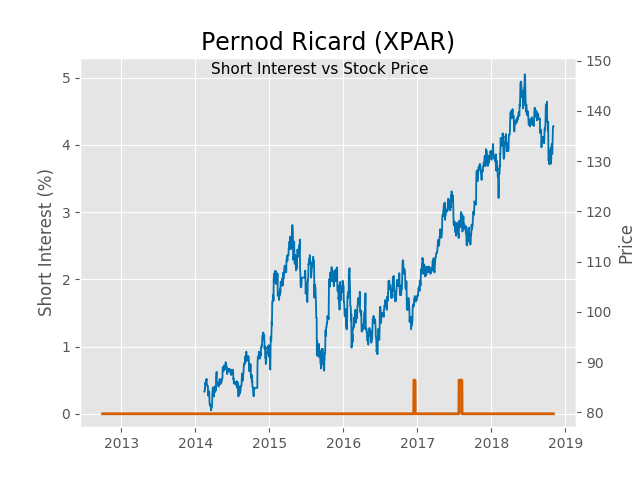 Pernod Ricard (XPAR)
Short Interest vs Stock Price
Short Interest (%)
5
4
3
2
1
0
150
140
130
120
110
100
90
80
Price
2013 2014 2015 2016 2017 2018 2019